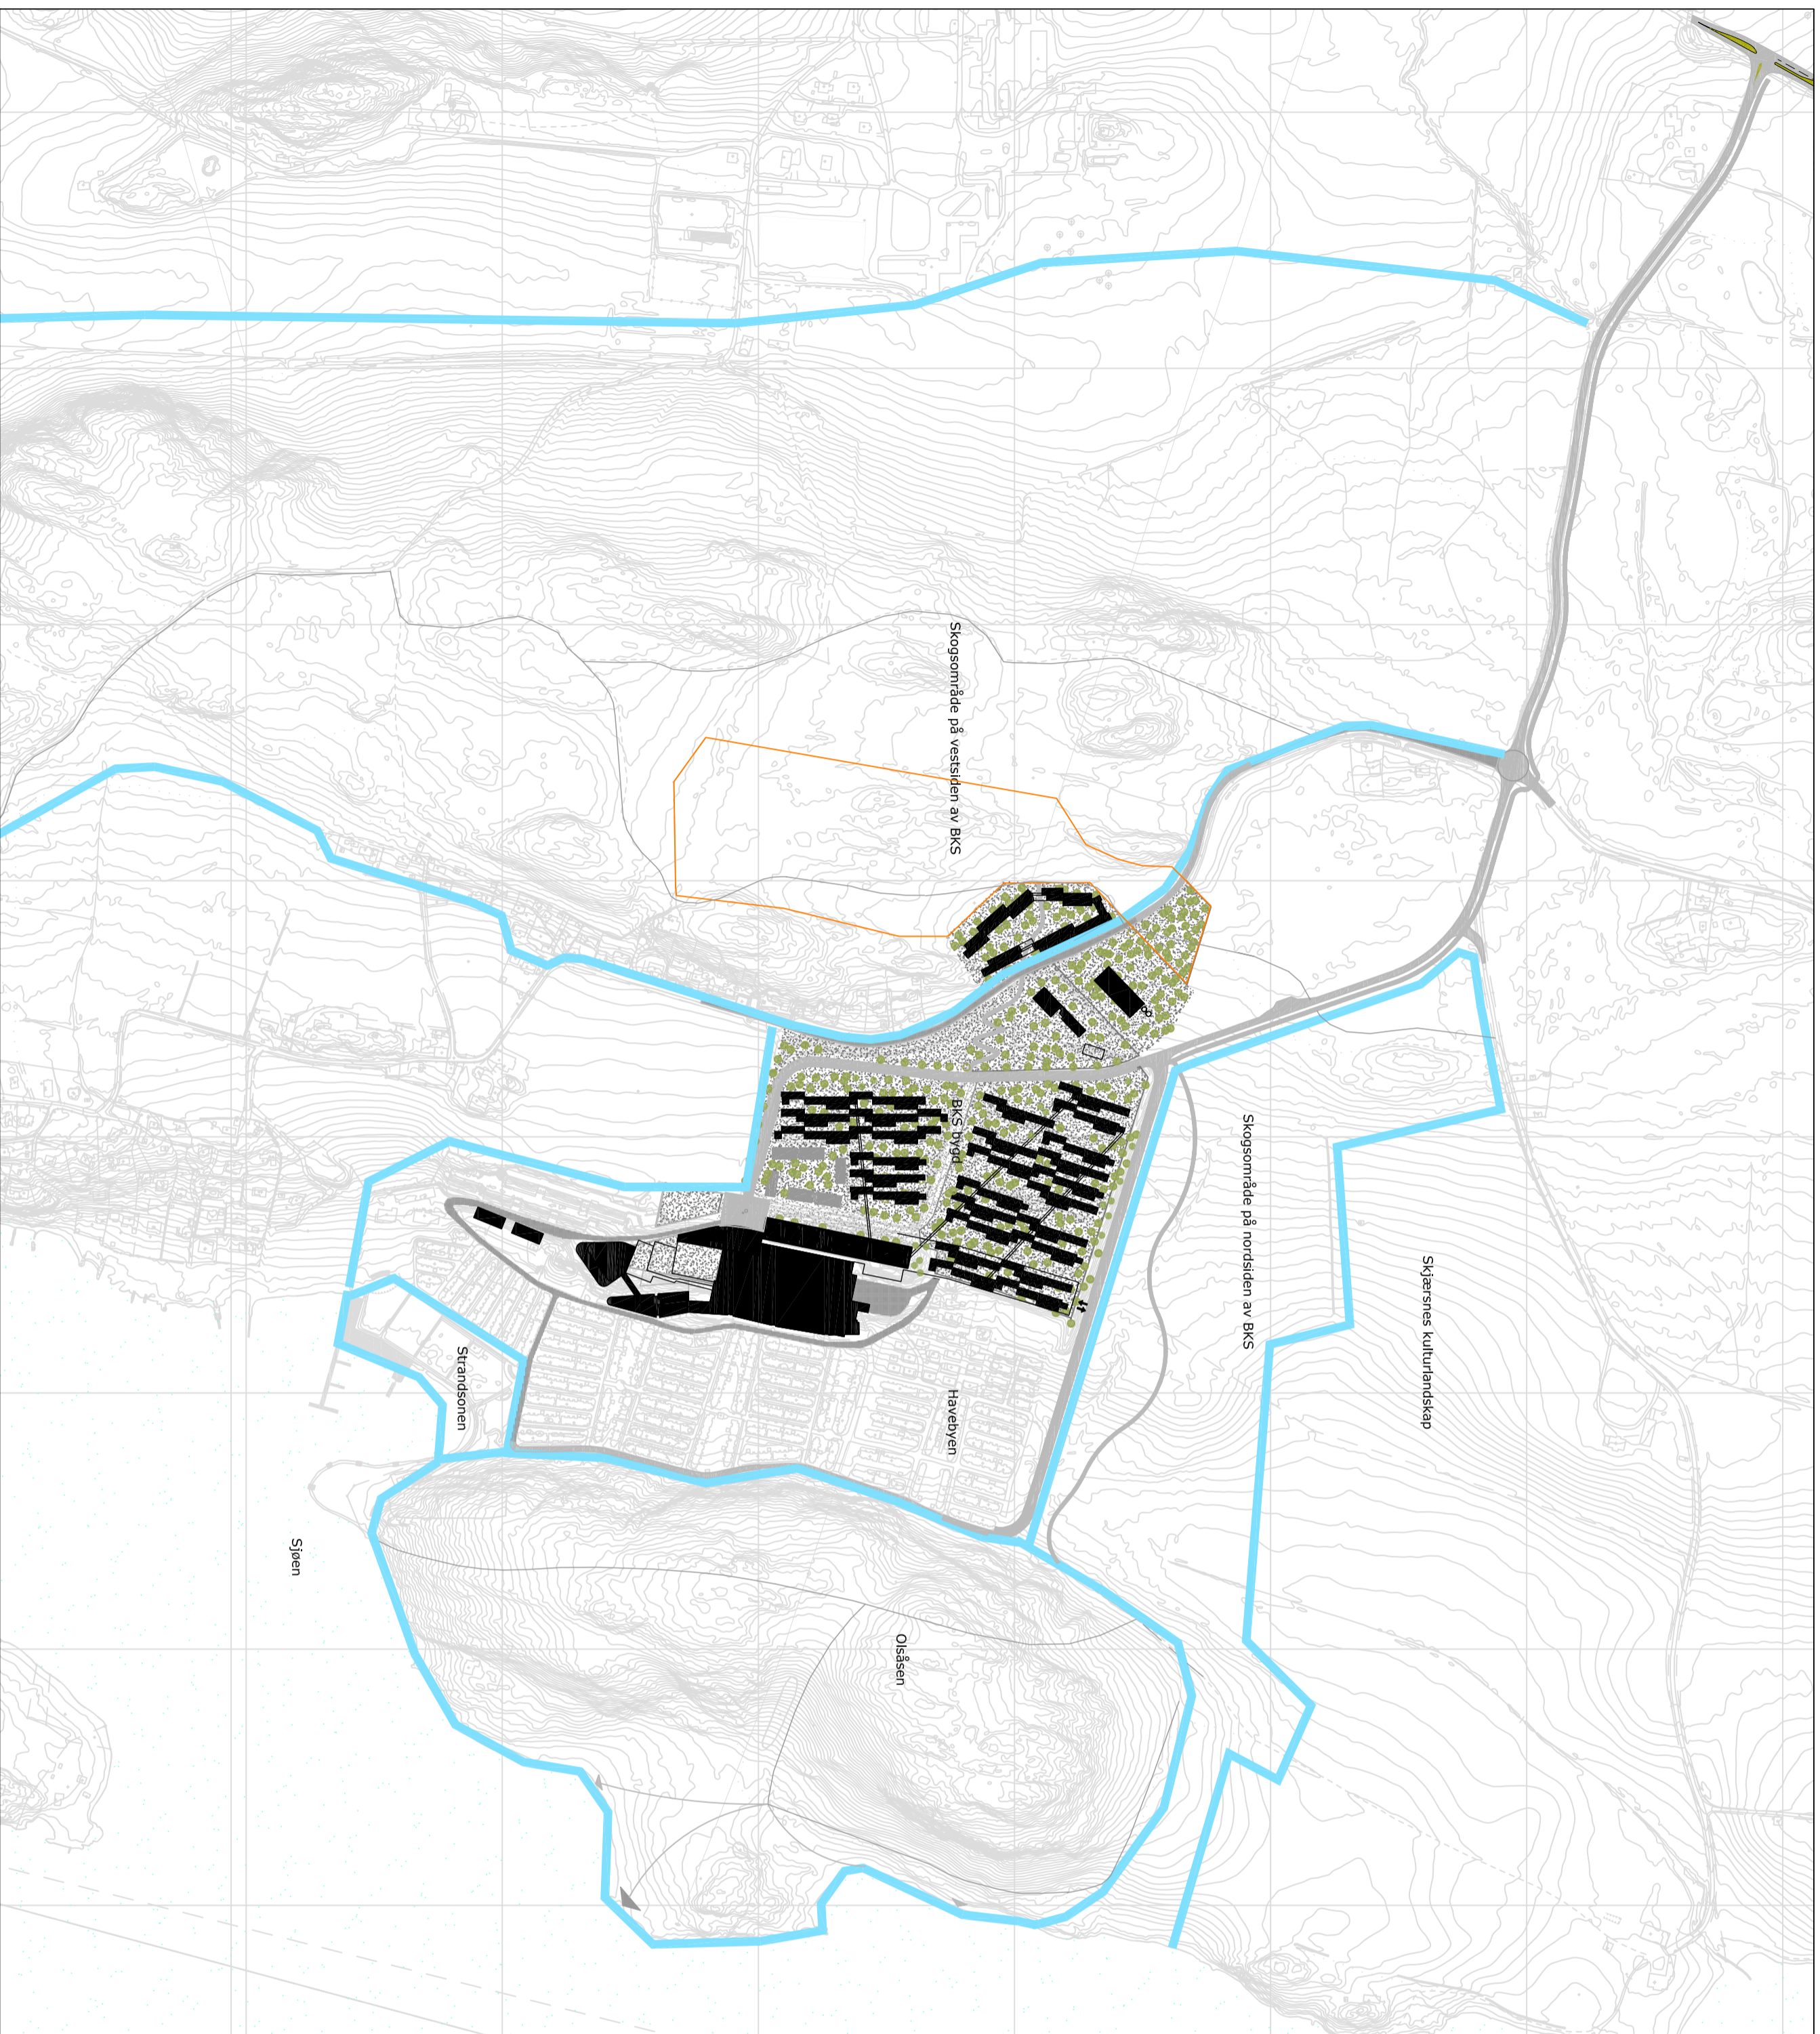 Skjærsnes kulturlandskap
Skogsområde på nordsiden av BKS
Skogsområde på vestsiden av BKS
BKS bygd
Havebyen
Olsåsen
Strandsonen
Sjøen